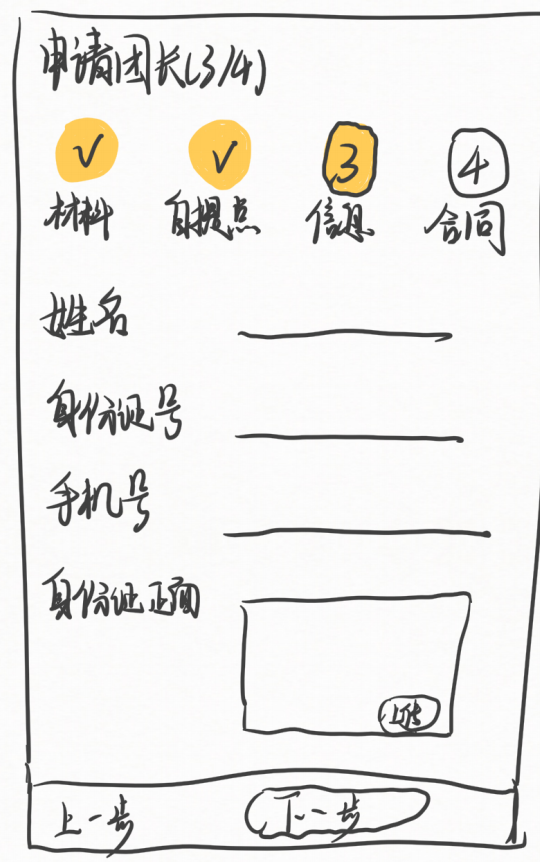 申请团长(3/4)
✓ ✓ 3 4
材料 自提点 信息 合同
姓名
身份证号
手机号
身份证正面
上传
上一步 下一步